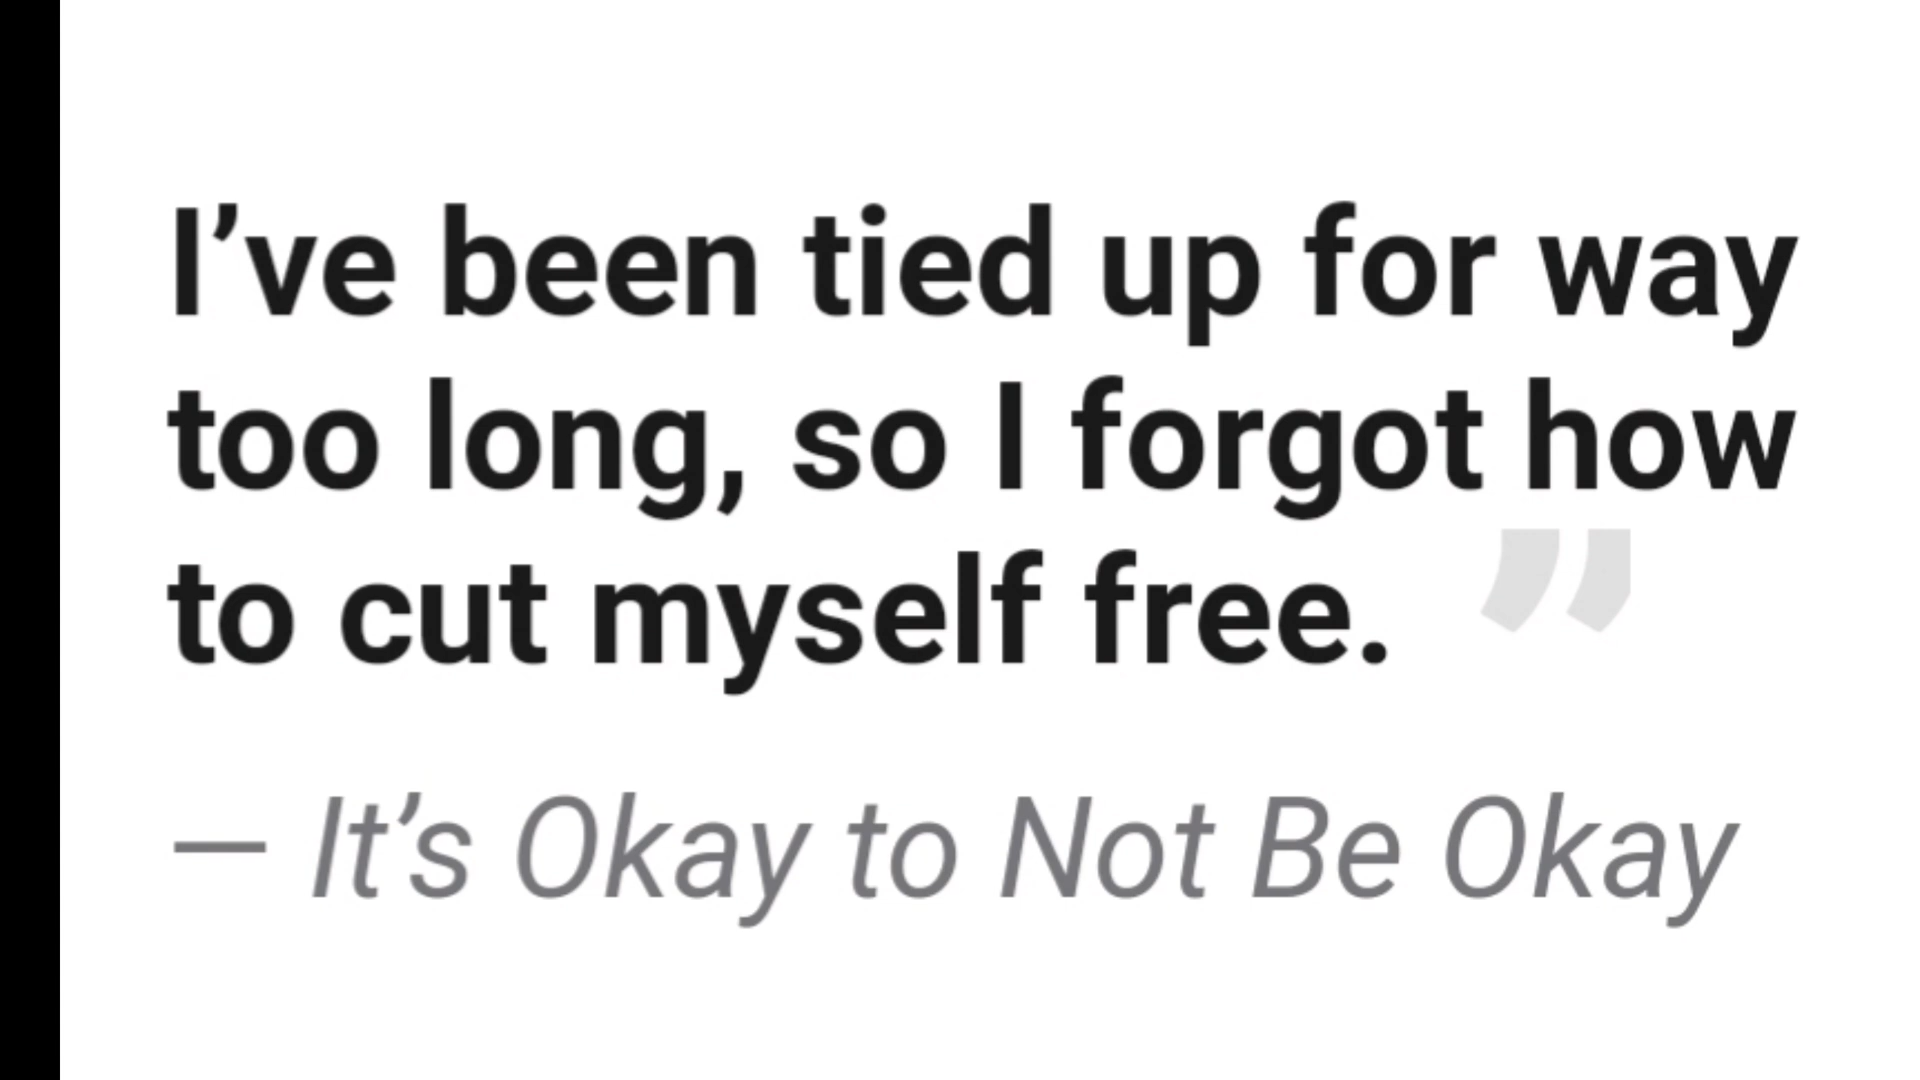 I’ve been tied up for way
too long, so I forgot how
to cut myself free. ”
— It’s Okay to Not Be Okay